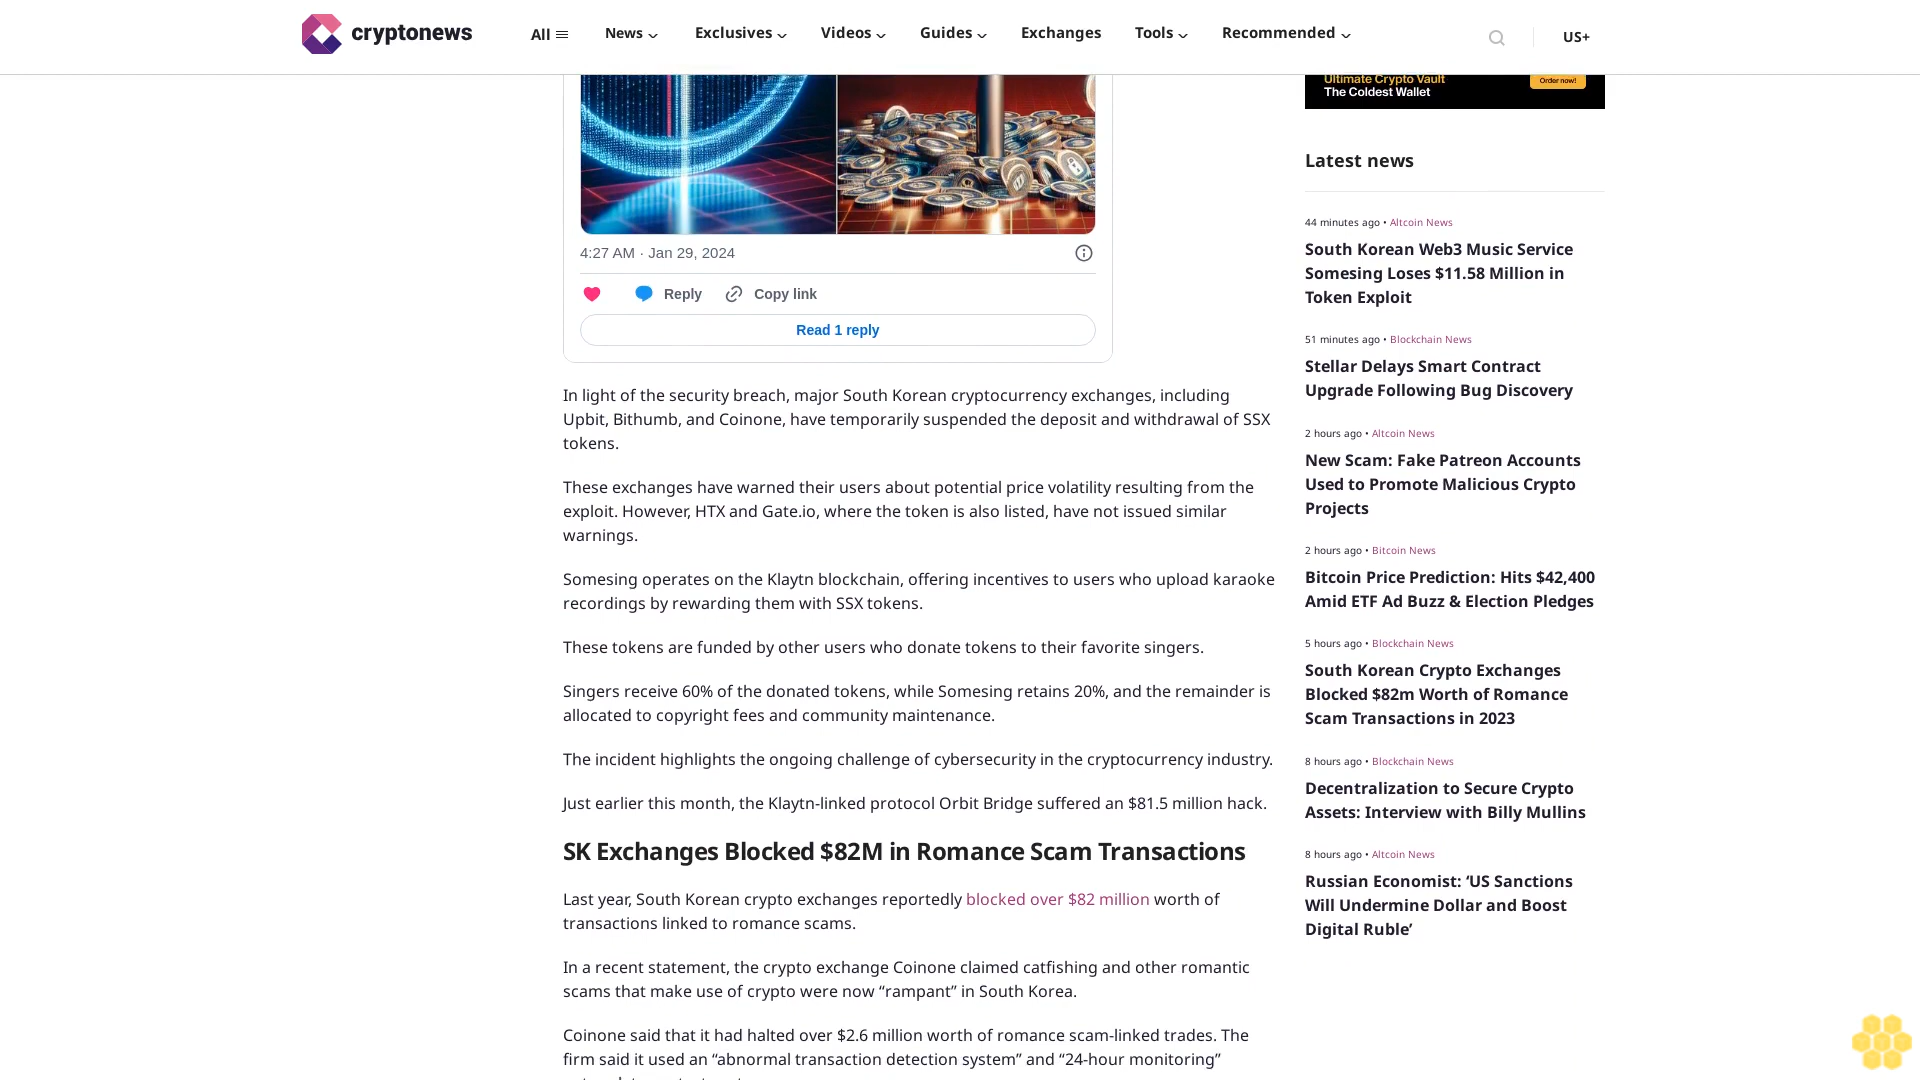 cryptonews
All
News
Exclusives
Videos
Guides
Exchanges
Tools
Recommended
US+
Ultimate Crypto Vault
The Coldest Wallet
Order now!
4:27 AM · Jan 29, 2024
Reply
Copy link
Read 1 reply
In light of the security breach, major South Korean cryptocurrency exchanges, including
Upbit, Bithumb, and Coinone, have temporarily suspended the deposit and withdrawal of SSX
tokens.
These exchanges have warned their users about potential price volatility resulting from the
exploit. However, HTX and Gate.io, where the token is also listed, have not issued similar
warnings.
Somesing operates on the Klaytn blockchain, offering incentives to users who upload karaoke
recordings by rewarding them with SSX tokens.
These tokens are funded by other users who donate tokens to their favorite singers.
Singers receive 60% of the donated tokens, while Somesing retains 20%, and the remainder is
allocated to copyright fees and community maintenance.
The incident highlights the ongoing challenge of cybersecurity in the cryptocurrency industry.
Just earlier this month, the Klaytn-linked protocol Orbit Bridge suffered an $81.5 million hack.
SK Exchanges Blocked $82M in Romance Scam Transactions
Last year, South Korean crypto exchanges reportedly blocked over $82 million worth of
transactions linked to romance scams.
In a recent statement, the crypto exchange Coinone claimed catfishing and other romantic
scams that make use of crypto were now “rampant” in South Korea.
Coinone said that it had halted over $2.6 million worth of romance scam-linked trades. The
firm said it used an “abnormal transaction detection system” and “24-hour monitoring”
Latest news
44 minutes ago • Altcoin News
South Korean Web3 Music Service
Somesing Loses $11.58 Million in
Token Exploit
51 minutes ago • Blockchain News
Stellar Delays Smart Contract
Upgrade Following Bug Discovery
2 hours ago • Altcoin News
New Scam: Fake Patreon Accounts
Used to Promote Malicious Crypto
Projects
2 hours ago • Bitcoin News
Bitcoin Price Prediction: Hits $42,400
Amid ETF Ad Buzz & Election Pledges
5 hours ago • Blockchain News
South Korean Crypto Exchanges
Blocked $82m Worth of Romance
Scam Transactions in 2023
8 hours ago • Blockchain News
Decentralization to Secure Crypto
Assets: Interview with Billy Mullins
8 hours ago • Altcoin News
Russian Economist: ‘US Sanctions
Will Undermine Dollar and Boost
Digital Ruble’